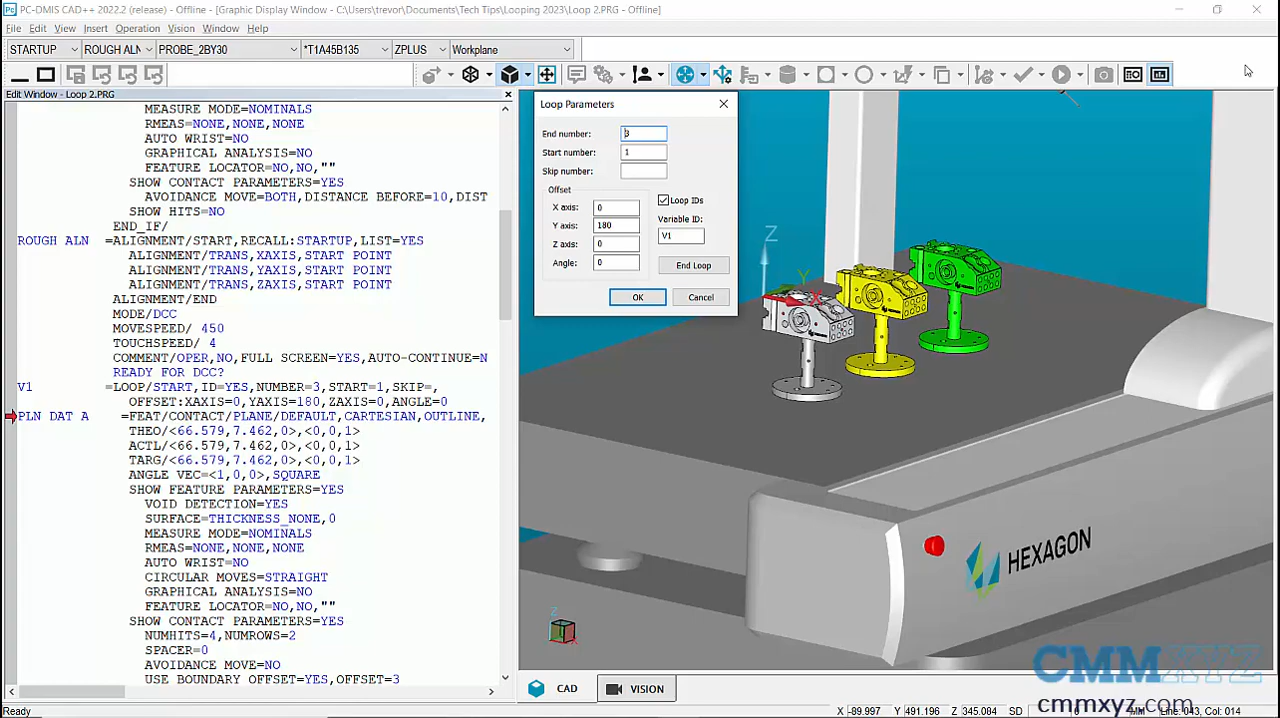 PC-DMIS CAD++ 2022.2 (release) - Offline - [Graphic Display Window - C:\Users\trevor\Documents\Tech Tips\Looping 2023\Loop 2.PRG - Offline]
File Edit View Insert Operation Vision Window Help
STARTUP ROUGH ALN PROBE_2BY30 *T1A45B135 ZPLUS Workplane
Edit Window - Loop 2.PRG
MEASURE MODE=NOMINALS
RMEAS=NONE,NONE,NONE
AUTO WRIST=NO
GRAPHICAL ANALYSIS=NO
FEATURE LOCATOR=NO,NO,""
SHOW CONTACT PARAMETERS=YES
AVOIDANCE MOVE=BOTH,DISTANCE BEFORE=10,DIST
SHOW HITS=NO
END_IF/
ROUGH ALN =ALIGNMENT/START,RECALL:STARTUP,LIST=YES
ALIGNMENT/TRANS,XAXIS,START POINT
ALIGNMENT/TRANS,YAXIS,START POINT
ALIGNMENT/TRANS,ZAXIS,START POINT
ALIGNMENT/END
MODE/DCC
MOVESPEED/ 450
TOUCHSPEED/ 4
COMMENT/OPER,NO,FULL SCREEN=YES,AUTO-CONTINUE=N
READY FOR DCC?
V1 =LOOP/START,ID=YES,NUMBER=3,START=1,SKIP=,
OFFSET:XAXIS=0,YAXIS=180,ZAXIS=0,ANGLE=0
PLN DAT A =FEAT/CONTACT/PLANE/DEFAULT,CARTESIAN,OUTLINE,
THEO/<66.579,7.462,0>,<0,0,1>
ACTL/<66.579,7.462,0>,<0,0,1>
TARG/<66.579,7.462,0>,<0,0,1>
ANGLE VEC=<1,0,0>,SQUARE
SHOW FEATURE PARAMETERS=YES
VOID DETECTION=YES
SURFACE=THICKNESS_NONE,0
MEASURE MODE=NOMINALS
RMEAS=NONE,NONE,NONE
AUTO WRIST=NO
CIRCULAR MOVES=STRAIGHT
GRAPHICAL ANALYSIS=NO
FEATURE LOCATOR=NO,NO,""
SHOW CONTACT PARAMETERS=YES
NUMHITS=4,NUMROWS=2
SPACER=0
AVOIDANCE MOVE=NO
USE BOUNDARY OFFSET=YES,OFFSET=3
Loop Parameters
End number: 3
Start number: 1
Skip number:
Offset
X axis: 0
Y axis: 180
Z axis: 0
Angle: 0
Loop IDs
Variable ID:
V1
End Loop
OK Cancel
Z
Y
X
HEXAGON
Z
CMMXYZ
cmmxyz.com
CAD VISION
Ready
X -89.997 Y 491.196 Z 345.084 SD MM Line: 043, Col: 014